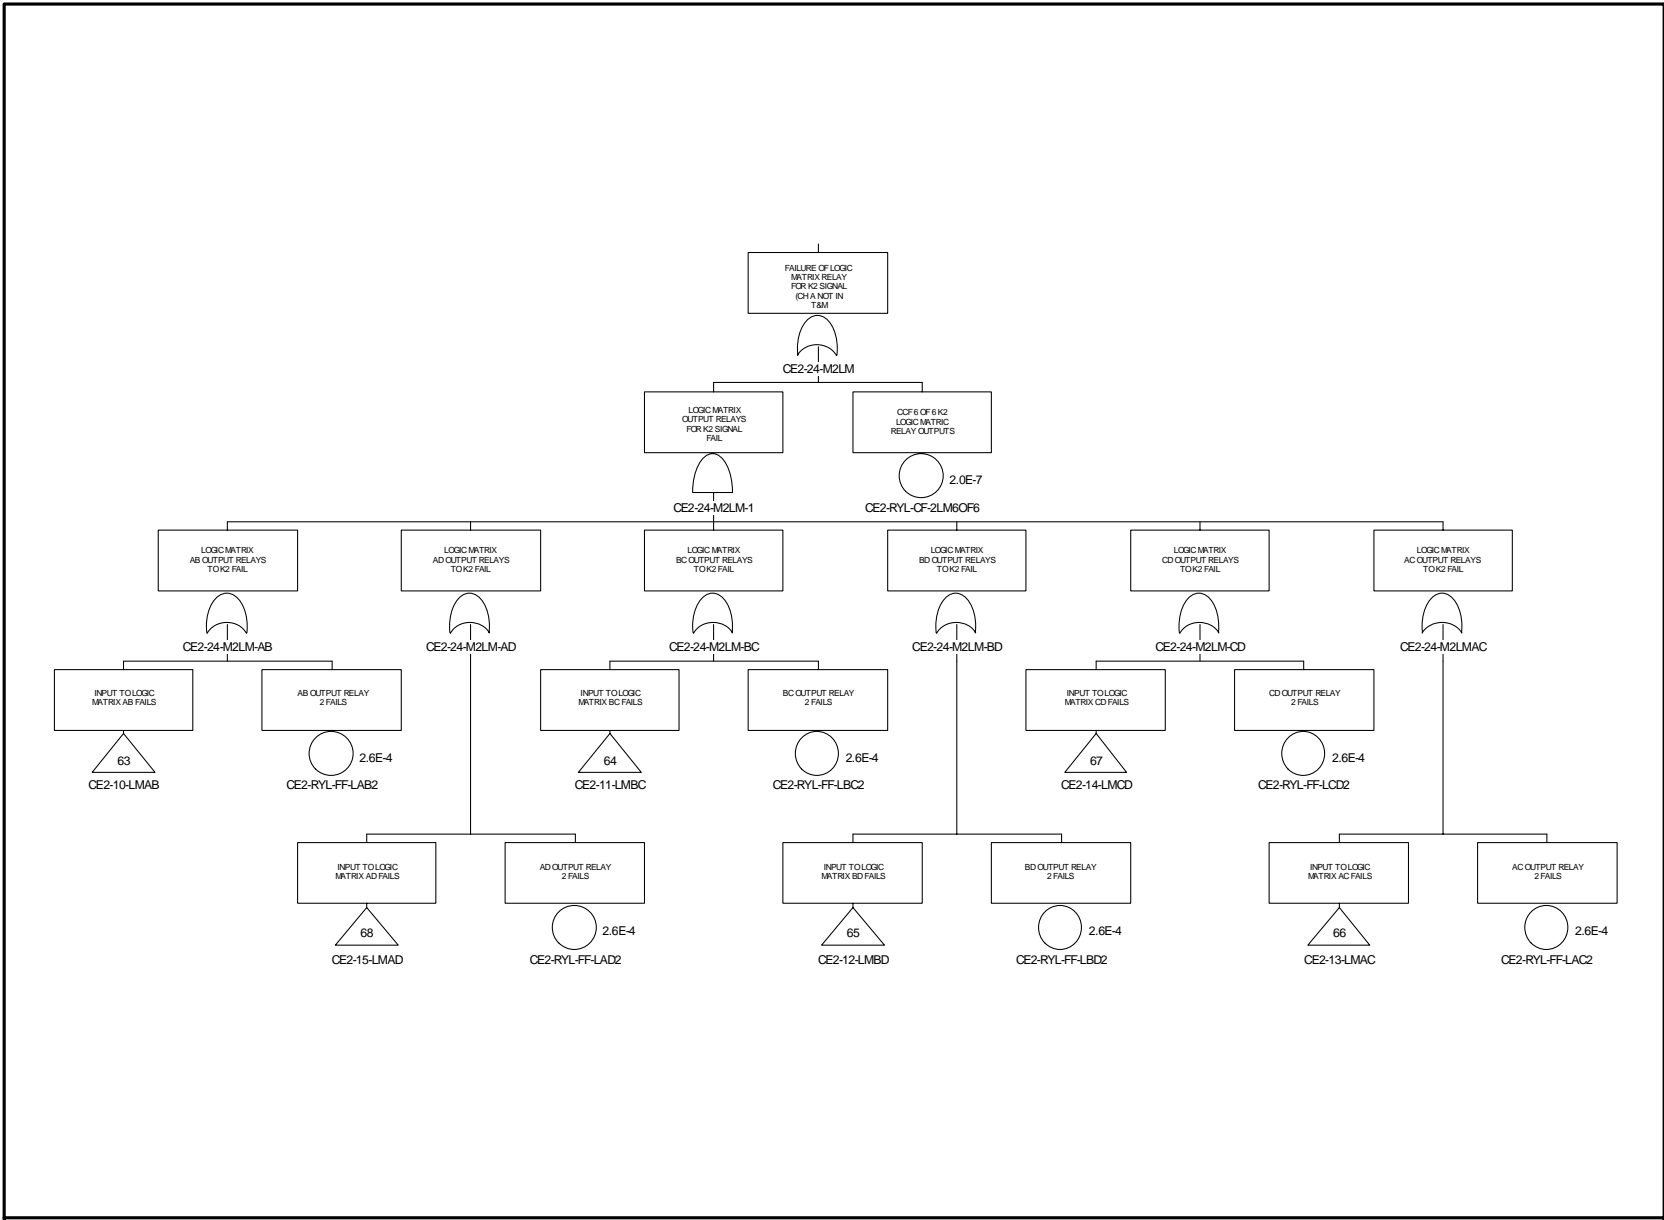 FAILURE OF LOGIC
MATRIX RELAY
FOR K2 SIGNAL
(CH A NOT IN
T&M
CE2-24-M2LM
LOGIC MATRIX
OUTPUT RELAYS
FOR K2 SIGNAL
FAIL
CE2-24-M2LM-1
CCF 6 OF 6 K2
LOGIC MATRIC
RELAY OUTPUTS
2.0E-7
CE2-RYL-CF-2LM6OF6
LOGIC MATRIX
AB OUTPUT RELAYS
TO K2 FAIL
CE2-24-M2LM-AB
LOGIC MATRIX
AD OUTPUT RELAYS
TO K2 FAIL
CE2-24-M2LM-AD
LOGIC MATRIX
BC OUTPUT RELAYS
TO K2 FAIL
CE2-24-M2LM-BC
LOGIC MATRIX
BD OUTPUT RELAYS
TO K2 FAIL
CE2-24-M2LM-BD
LOGIC MATRIX
CD OUTPUT RELAYS
TO K2 FAIL
CE2-24-M2LM-CD
LOGIC MATRIX
AC OUTPUT RELAYS
TO K2 FAIL
CE2-24-M2LMAC
INPUT TO LOGIC
MATRIX AB FAILS
63
CE2-10-LMAB
AB OUTPUT RELAY
2 FAILS
2.6E-4
CE2-RYL-FF-LAB2
INPUT TO LOGIC
MATRIX BC FAILS
64
CE2-11-LMBC
BC OUTPUT RELAY
2 FAILS
2.6E-4
CE2-RYL-FF-LBC2
INPUT TO LOGIC
MATRIX CD FAILS
67
CE2-14-LMCD
CD OUTPUT RELAY
2 FAILS
2.6E-4
CE2-RYL-FF-LCD2
INPUT TO LOGIC
MATRIX AD FAILS
68
CE2-15-LMAD
AD OUTPUT RELAY
2 FAILS
2.6E-4
CE2-RYL-FF-LAD2
INPUT TO LOGIC
MATRIX BD FAILS
65
CE2-12-LMBD
BD OUTPUT RELAY
2 FAILS
2.6E-4
CE2-RYL-FF-LBD2
INPUT TO LOGIC
MATRIX AC FAILS
66
CE2-13-LMAC
AC OUTPUT RELAY
2 FAILS
2.6E-4
CE2-RYL-FF-LAC2